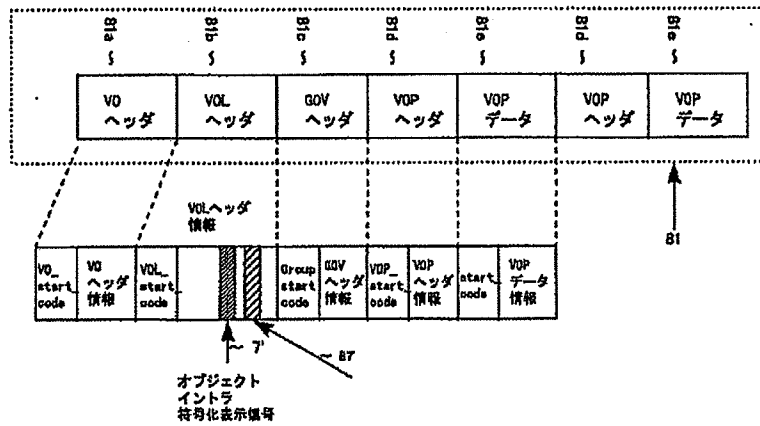 81a
81b
81c
81d
81e
81d
81e
VO
ヘッダ
VOL
ヘッダ
GOV
ヘッダ
VOP
ヘッダ
VOP
データ
VOP
ヘッダ
VOP
データ
81
VOLヘッダ
情報
VO_
start_
code
VO
ヘッダ
情報
VOL_
start_
code
Group
start
code
GOV
ヘッダ
情報
VOP_
start_
code
VOP
ヘッダ
情報
start_
code
VOP
データ
情報
～ 7'
～ 87
オブジェクト
イントラ
符号化表示信号